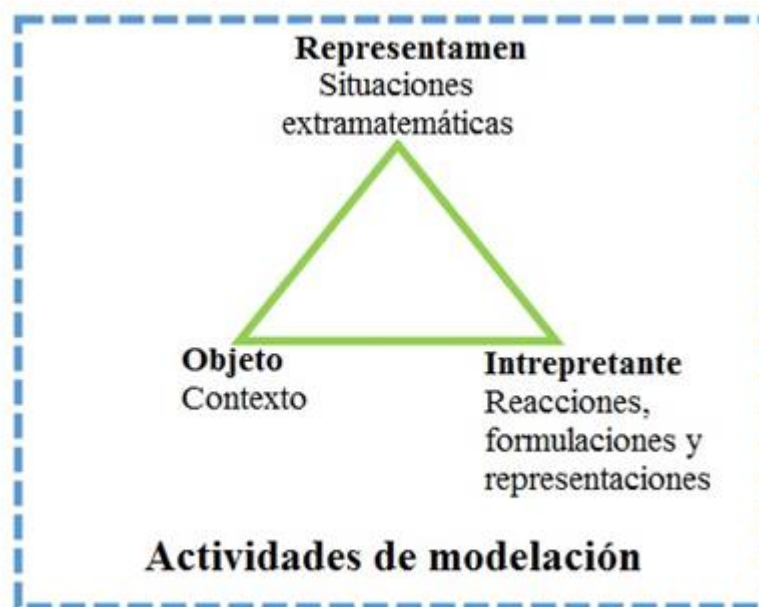 Representamen
Situaciones
extramatemáticas
Objeto
Contexto
Intrepretante
Reacciones,
formulaciones y
representaciones
Actividades de modelación